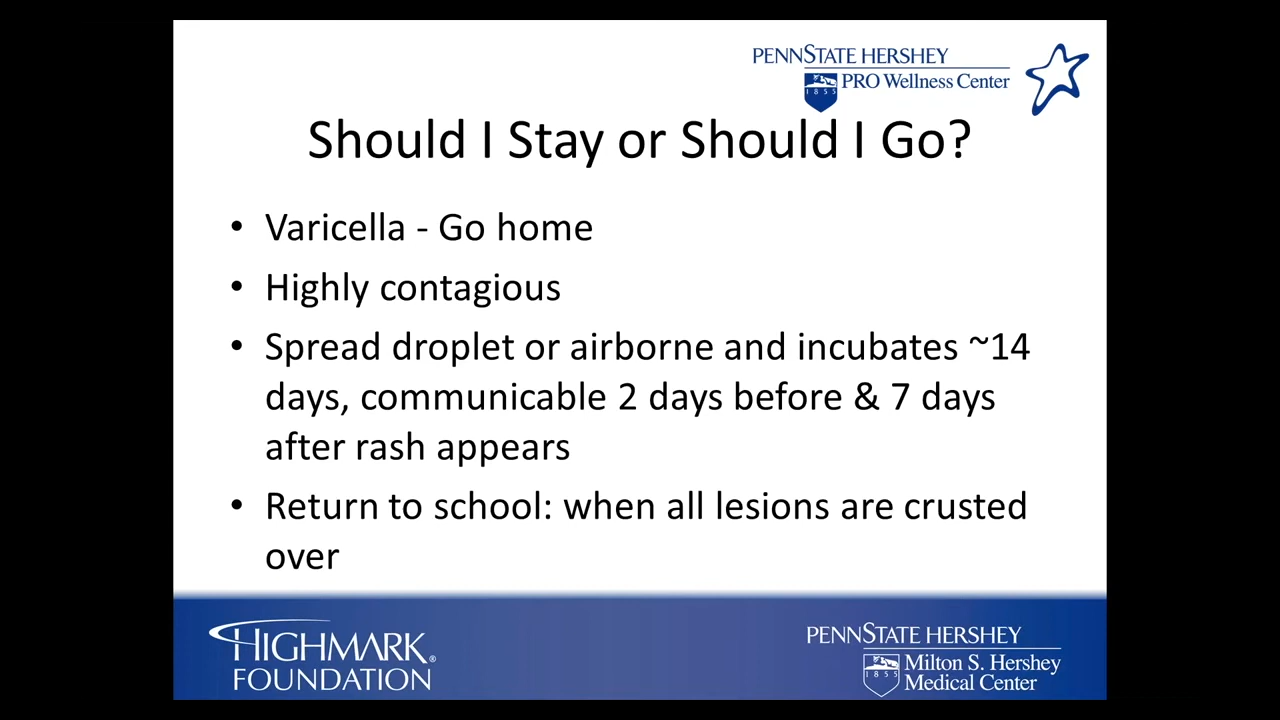 PENNSTATE HERSHEY
1855
PRO Wellness Center
Should I Stay or Should I Go?
• Varicella - Go home
• Highly contagious
• Spread droplet or airborne and incubates ~14
days, communicable 2 days before & 7 days
after rash appears
• Return to school: when all lesions are crusted
over
HIGHMARK®
FOUNDATION
PENNSTATE HERSHEY
1855
Milton S. Hershey
Medical Center